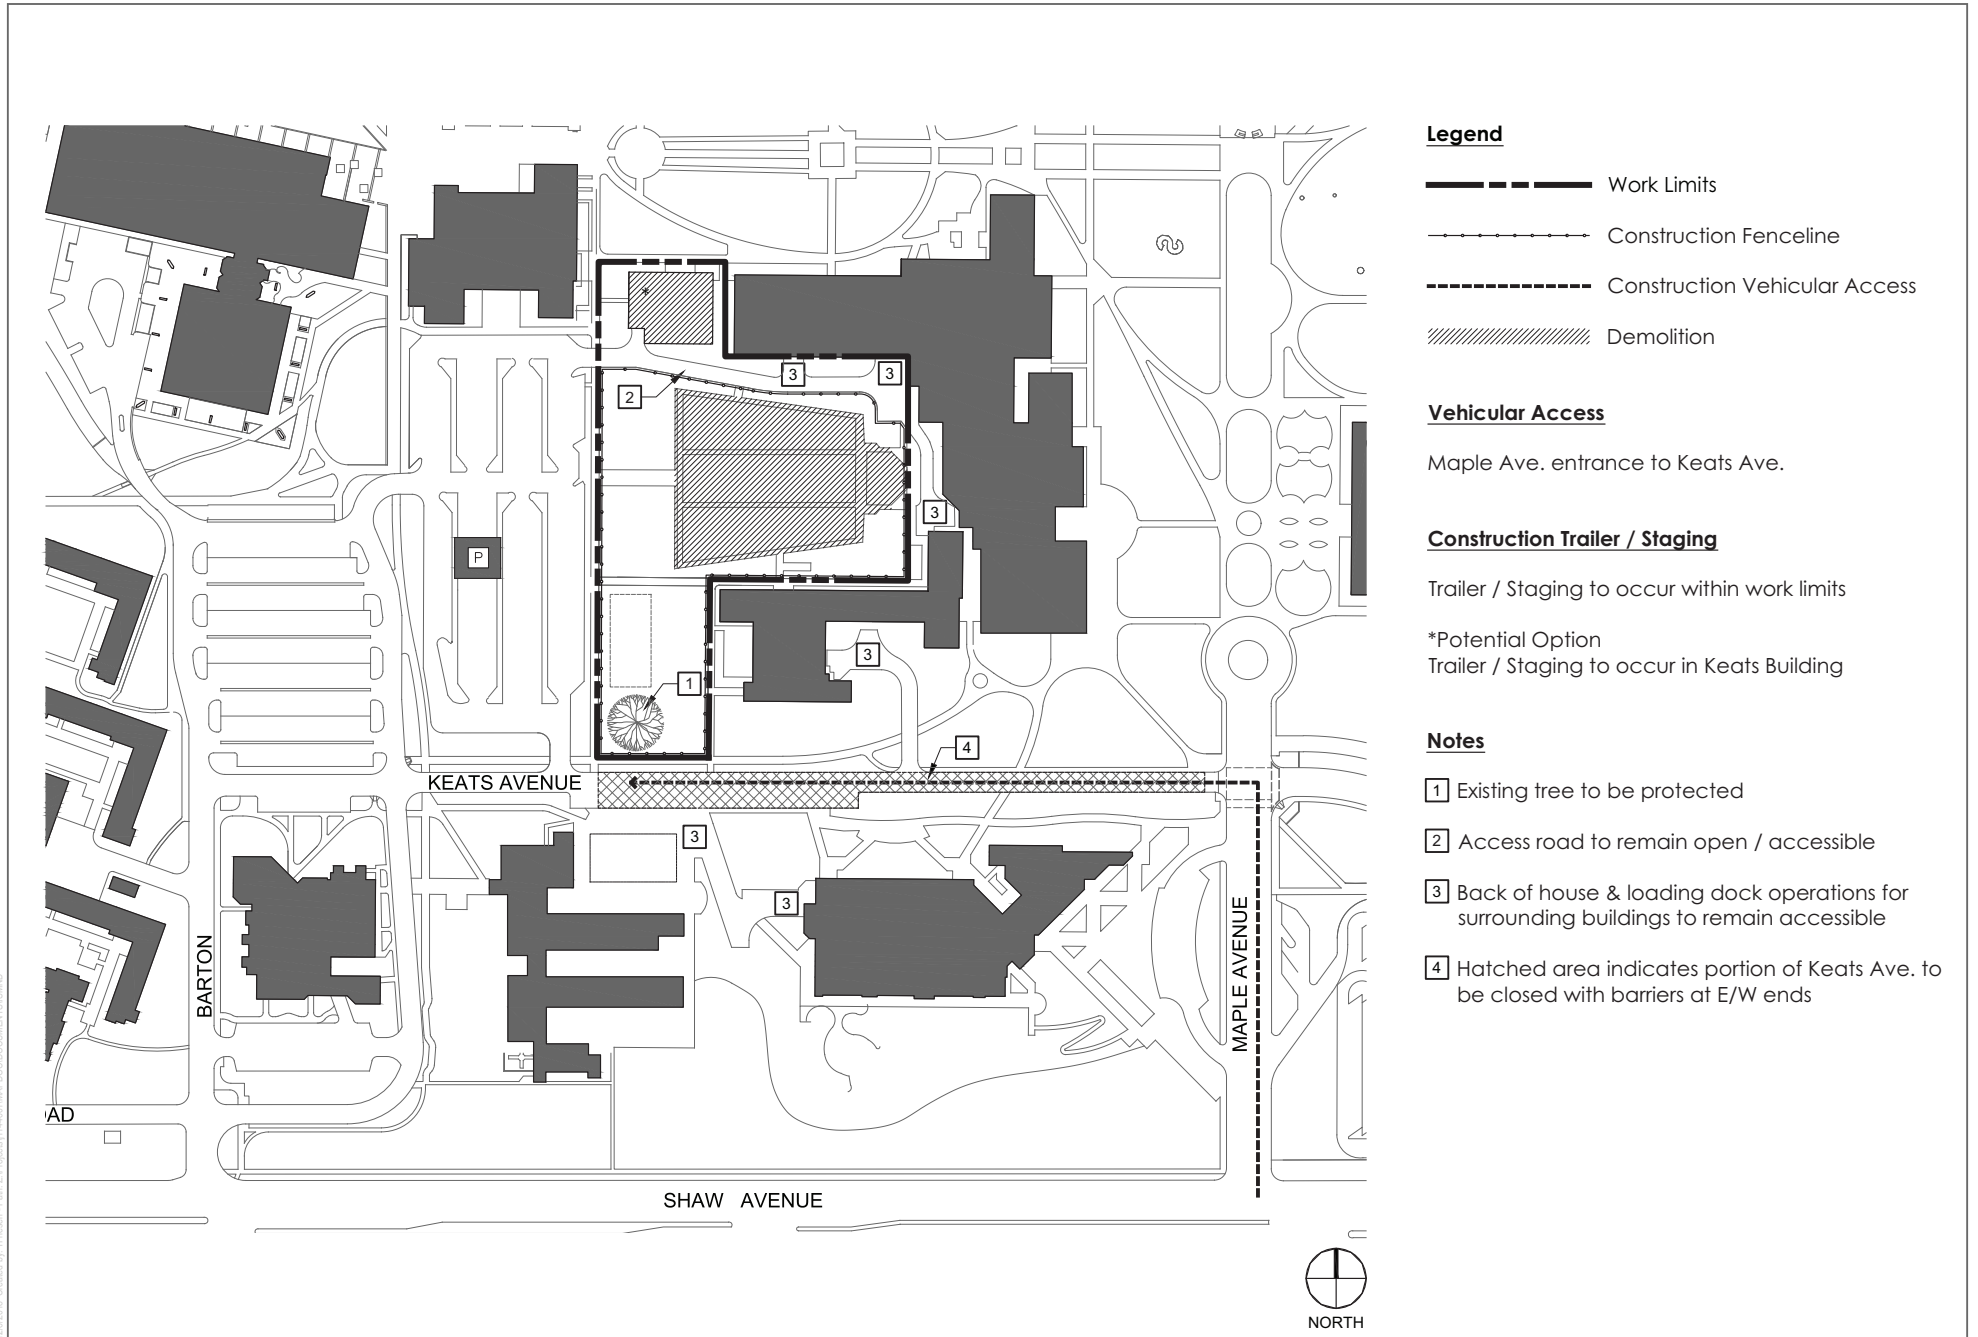 Legend
Work Limits
Construction Fenceline
Construction Vehicular Access
Demolition
Vehicular Access
Maple Ave. entrance to Keats Ave.
Construction Trailer / Staging
Trailer / Staging to occur within work limits
*Potential Option
Trailer / Staging to occur in Keats Building
Notes
1 Existing tree to be protected
2 Access road to remain open / accessible
3 Back of house & loading dock operations for
surrounding buildings to remain accessible
4 Hatched area indicates portion of Keats Ave. to
be closed with barriers at E/W ends
*
3
3
2
3
P
3
1
4
KEATS AVENUE
3
3
BARTON
MAPLE AVENUE
AD
SHAW AVENUE
NORTH